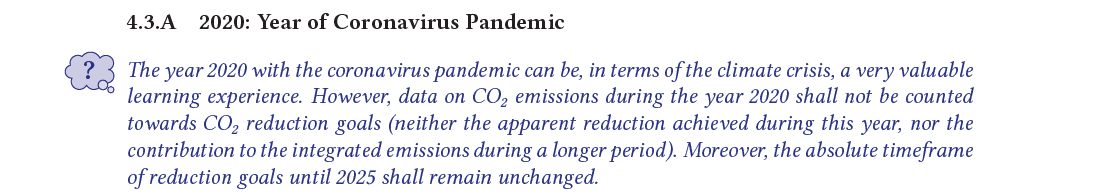 4.3.A 2020: Year of Coronavirus Pandemic
?
The year 2020 with the coronavirus pandemic can be, in terms of the climate crisis, a very valuable
learning experience. However, data on CO₂ emissions during the year 2020 shall not be counted
towards CO₂ reduction goals (neither the apparent reduction achieved during this year, nor the
contribution to the integrated emissions during a longer period). Moreover, the absolute timeframe
of reduction goals until 2025 shall remain unchanged.